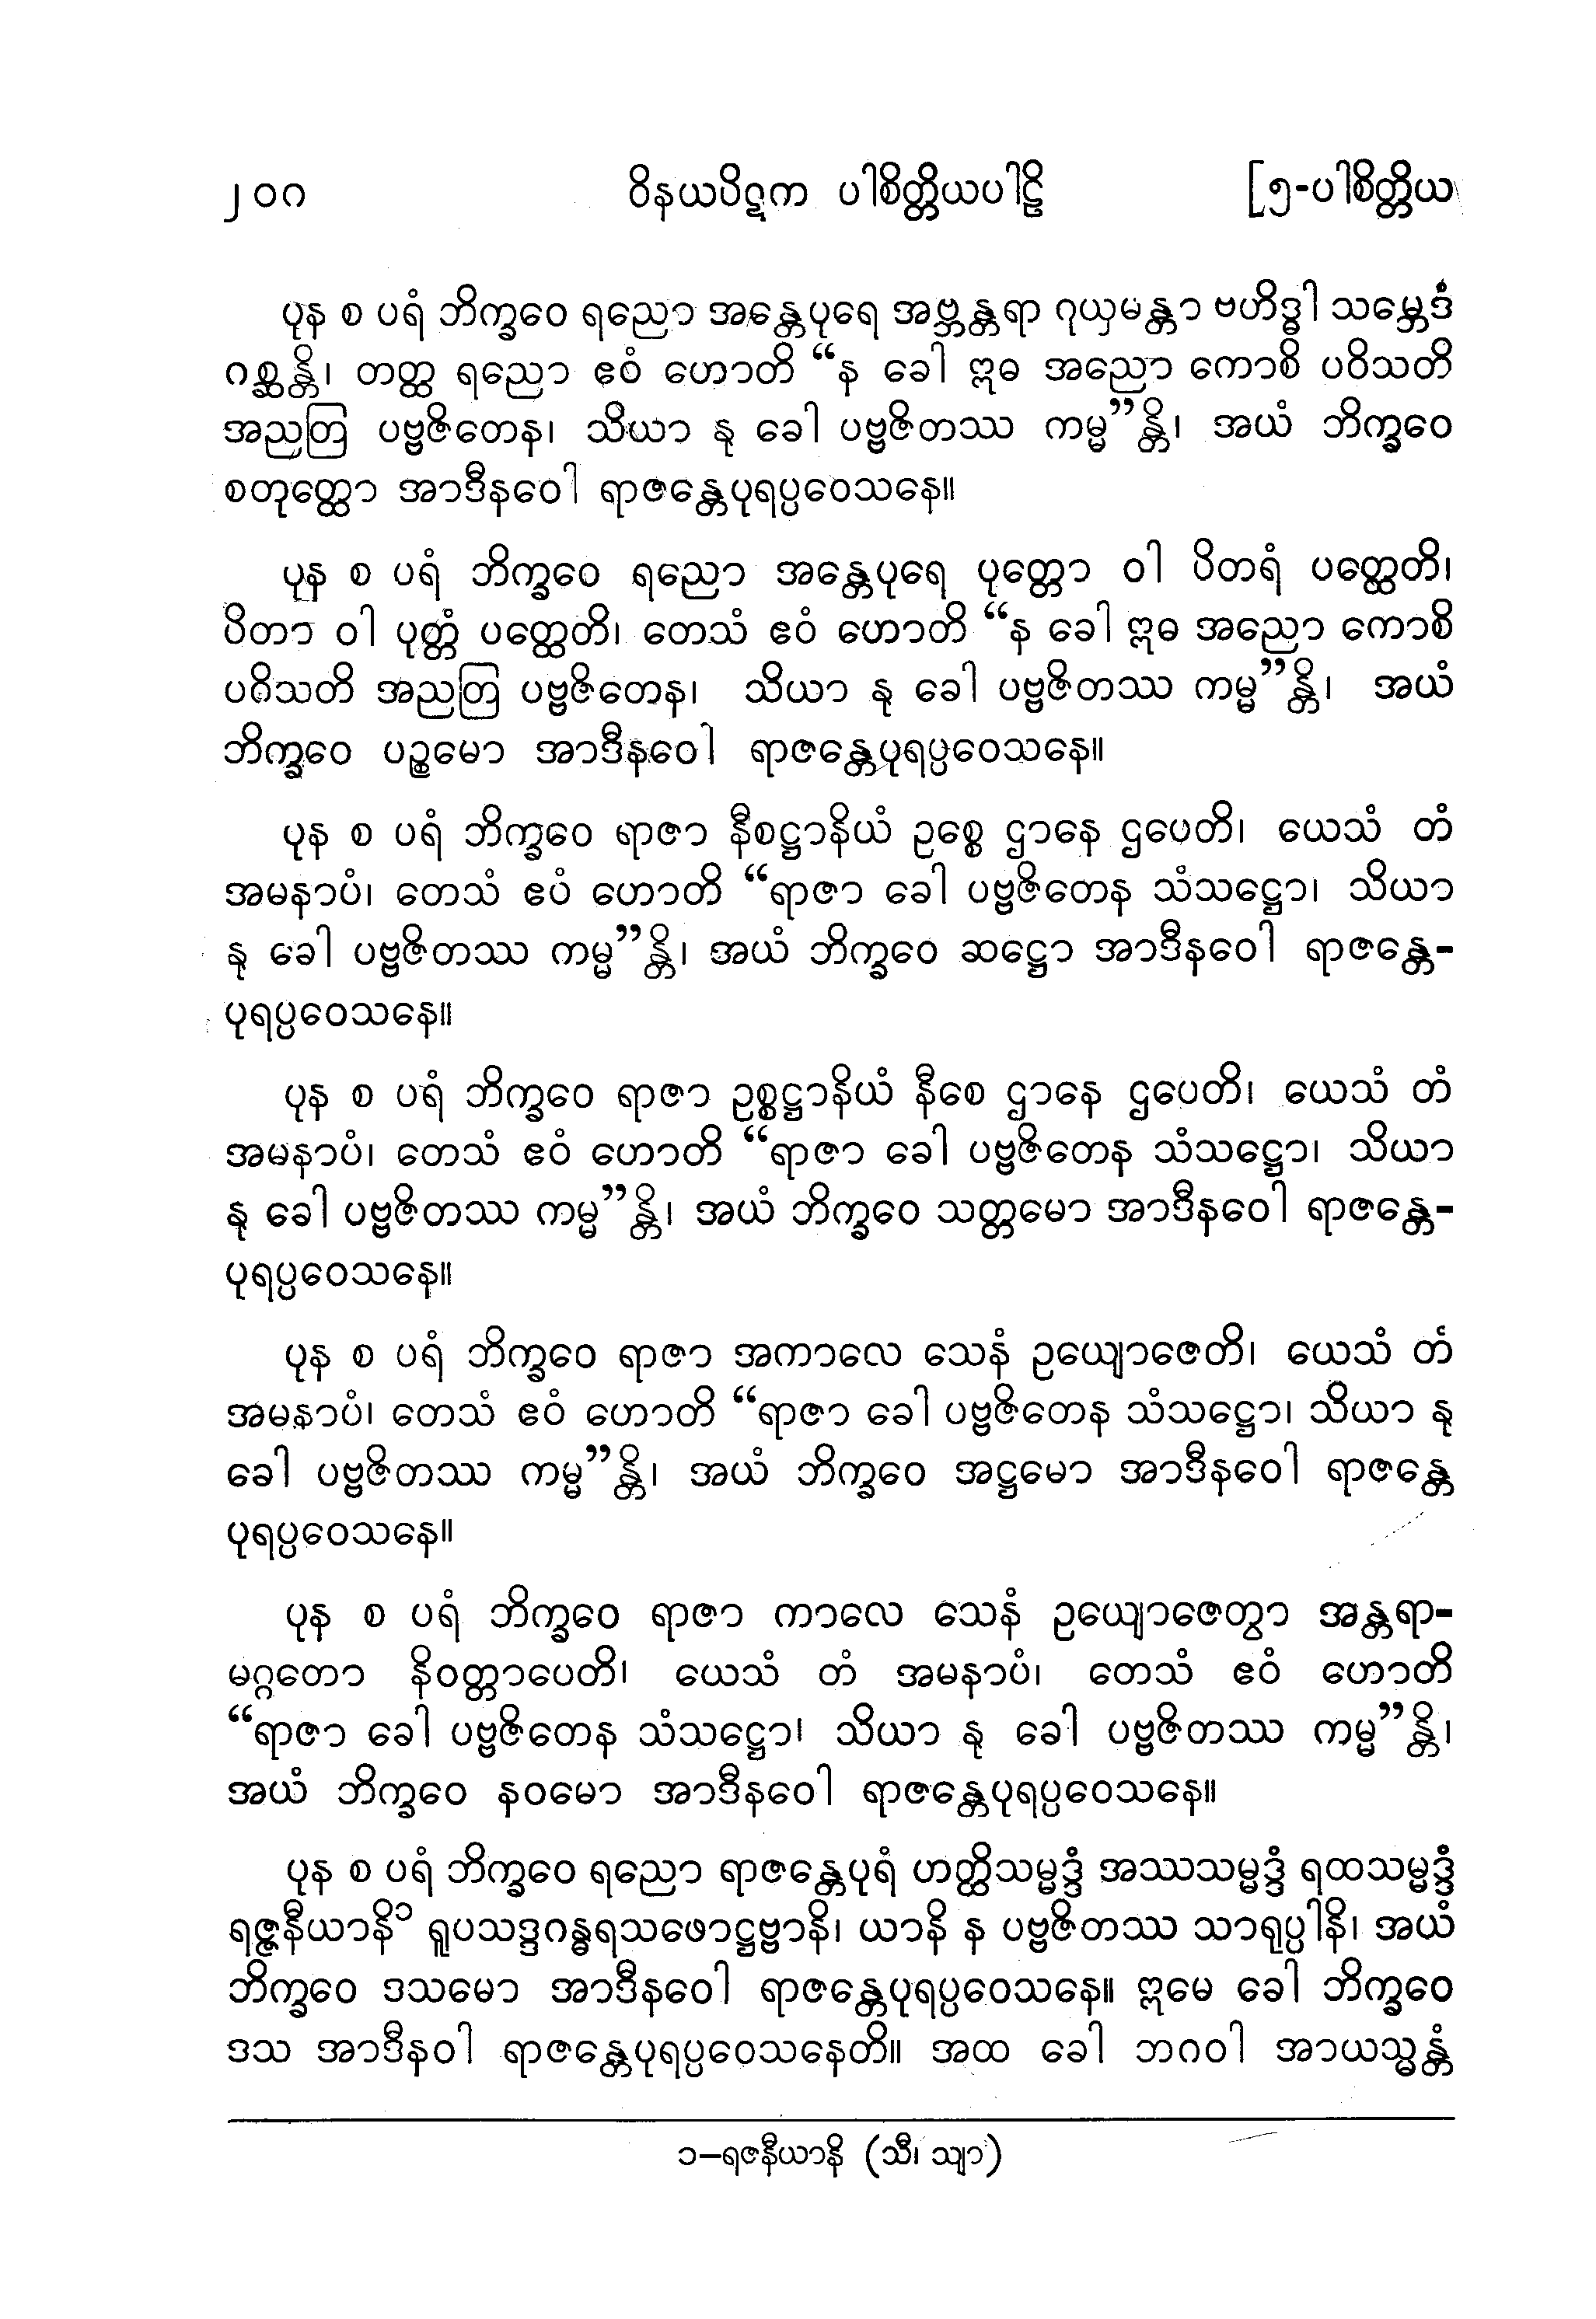 ၂၀၈ ဝိနယပိဋက ပါစိတ္တိယပါဠိ [၅-ပါစိတ္တိယ
ပုန စ ပရံ ဘိက္ခဝေ ရညော အန္တေပုရေ အဗ္ဘန္တရာ ဂုယှမန္တာ ဗဟိဒ္ဓါ သမ္ဘေဒံ
ဂစ္ဆန္တိ၊ တတ္ထ ရညော ဧဝံ ဟောတိ “န ခေါ ဣဓ အညော ကောစိ ပဝိသတိ
အညတြ ပဗ္ဗဇိတေန၊ သိယာ နု ခေါ ပဗ္ဗဇိတဿ ကမ္မ”န္တိ၊ အယံ ဘိက္ခဝေ
စတုတ္ထော အာဒီနဝေါ ရာဇန္တေပုရပ္ပဝေသနေ။
ပုန စ ပရံ ဘိက္ခဝေ ရညော အန္တေပုရေ ပုတ္တော ဝါ ပိတရံ ပတ္ထေတိ၊
ပိတာ ဝါ ပုတ္တံ ပတ္ထေတိ၊ တေသံ ဧဝံ ဟောတိ “န ခေါ ဣဓ အညော ကောစိ
ပဝိသတိ အညတြ ပဗ္ဗဇိတေန၊ သိယာ နု ခေါ ပဗ္ဗဇိတဿ ကမ္မ”န္တိ၊ အယံ
ဘိက္ခဝေ ပဉ္စမော အာဒီနဝေါ ရာဇန္တေပုရပ္ပဝေသနေ။
ပုန စ ပရံ ဘိက္ခဝေ ရာဇာ နီစဋ္ဌာနိယံ ဥစ္စေ ဌာနေ ဌပေတိ၊ ယေသံ တံ
အမနာပံ၊ တေသံ ဧဝံ ဟောတိ “ရာဇာ ခေါ ပဗ္ဗဇိတေန သံသဋ္ဌော၊ သိယာ
နု ခေါ ပဗ္ဗဇိတဿ ကမ္မ”န္တိ၊ အယံ ဘိက္ခဝေ ဆဋ္ဌော အာဒီနဝေါ ရာဇန္တေ-
ပုရပ္ပဝေသနေ။
ပုန စ ပရံ ဘိက္ခဝေ ရာဇာ ဥစ္စဋ္ဌာနိယံ နီစေ ဌာနေ ဌပေတိ၊ ယေသံ တံ
အမနာပံ၊ တေသံ ဧဝံ ဟောတိ “ရာဇာ ခေါ ပဗ္ဗဇိတေန သံသဋ္ဌော၊ သိယာ
နု ခေါ ပဗ္ဗဇိတဿ ကမ္မ”န္တိ၊ အယံ ဘိက္ခဝေ သတ္တမော အာဒီနဝေါ ရာဇန္တေ-
ပုရပ္ပဝေသနေ။
ပုန စ ပရံ ဘိက္ခဝေ ရာဇာ အကာလေ သေနံ ဥယျောဇေတိ၊ ယေသံ တံ
အမနာပံ၊ တေသံ ဧဝံ ဟောတိ “ရာဇာ ခေါ ပဗ္ဗဇိတေန သံသဋ္ဌော၊ သိယာ နု
ခေါ ပဗ္ဗဇိတဿ ကမ္မ”န္တိ၊ အယံ ဘိက္ခဝေ အဋ္ဌမော အာဒီနဝေါ ရာဇန္တေ
ပုရပ္ပဝေသနေ။
ပုန စ ပရံ ဘိက္ခဝေ ရာဇာ ကာလေ သေနံ ဥယျောဇေတွာ အန္တရာ-
မဂ္ဂတော နိဝတ္တာပေတိ၊ ယေသံ တံ အမနာပံ၊ တေသံ ဧဝံ ဟောတိ
“ရာဇာ ခေါ ပဗ္ဗဇိတေန သံသဋ္ဌော၊ သိယာ နု ခေါ ပဗ္ဗဇိတဿ ကမ္မ”န္တိ၊
အယံ ဘိက္ခဝေ နဝမော အာဒီနဝေါ ရာဇန္တေပုရပ္ပဝေသနေ။
ပုန စ ပရံ ဘိက္ခဝေ ရညော ရာဇန္တေပုရံ ဟတ္ထိသမ္မဒ္ဒံ အဿသမ္မဒ္ဒံ ရထသမ္မဒ္ဒံ
ရဇ္ဇနီယာနိ၁ ရူပသဒ္ဒဂန္ဓရသဖောဋ္ဌဗ္ဗာနိ၊ ယာနိ န ပဗ္ဗဇိတဿ သာရုပ္ပါနိ၊ အယံ
ဘိက္ခဝေ ဒသမော အာဒီနဝေါ ရာဇန္တေပုရပ္ပဝေသနေ။ ဣမေ ခေါ ဘိက္ခဝေ
ဒသ အာဒီနဝါ ရာဇန္တေပုရပ္ပဝေသနေတိ။ အထ ခေါ ဘဂဝါ အာယသ္မန္တံ
၁–ရဇနီယာနိ (သီ၊ သျာ)